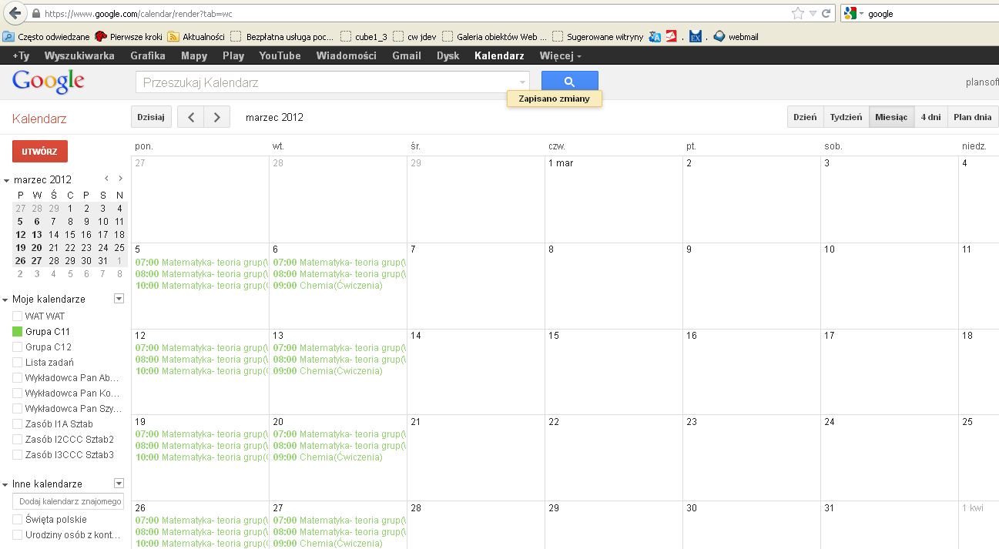 https://www.google.com/calendar/render?tab=wc
google
Często odwiedzane Pierwsze kroki Aktualności Bezpłatna usługa poc... cube1_3 cw jdev Galeria obiektów Web ... Sugerowane witryny . EX . webmail
+Ty Wyszukiwarka Grafika Mapy Play YouTube Wiadomości Gmail Dysk Kalendarz Więcej
Google
Przeszukaj Kalendarz
plansoft
Zapisano zmiany
Kalendarz
Dzisiaj
marzec 2012
Dzień Tydzień Miesiąc 4 dni Plan dnia
UTWÓRZ
marzec 2012
P W Ś C P S N
27 28 29 1 2 3 4
5 6 7 8 9 10 11
12 13 14 15 16 17 18
19 20 21 22 23 24 25
26 27 28 29 30 31 1
2 3 4 5 6 7 8
Moje kalendarze
WAT WAT
Grupa C11
Grupa C12
Lista zadań
Wykładowca Pan Ab...
Wykładowca Pan Ko...
Wykładowca Pan Szy...
Zasób I1A Sztab
Zasób I2CCC Sztab2
Zasób I3CCC Sztab3
Inne kalendarze
Dodaj kalendarz znajomego
Święta polskie
Urodziny osób z kont...
pon. wt. śr. czw. pt. sob. niedz.
27 28 29 1 mar 2 3 4
5 6 7 8 9 10 11
07:00 Matematyka- teoria grup(\ 07:00 Matematyka- teoria grup(\
08:00 Matematyka- teoria grup(\ 08:00 Matematyka- teoria grup(\
10:00 Matematyka- teoria grup(C 09:00 Chemia(Ćwiczenia)
12 13 14 15 16 17 18
07:00 Matematyka- teoria grup(\ 07:00 Matematyka- teoria grup(\
08:00 Matematyka- teoria grup(\ 08:00 Matematyka- teoria grup(\
10:00 Matematyka- teoria grup(C 09:00 Chemia(Ćwiczenia)
19 20 21 22 23 24 25
07:00 Matematyka- teoria grup(\ 07:00 Matematyka- teoria grup(\
08:00 Matematyka- teoria grup(\ 08:00 Matematyka- teoria grup(\
10:00 Matematyka- teoria grup(C 09:00 Chemia(Ćwiczenia)
26 27 28 29 30 31 1 kwi
07:00 Matematyka- teoria grup(\ 07:00 Matematyka- teoria grup(\
08:00 Matematyka- teoria grup(\ 08:00 Matematyka- teoria grup(\
10:00 Matematyka- teoria grup(C 09:00 Chemia(Ćwiczenia)